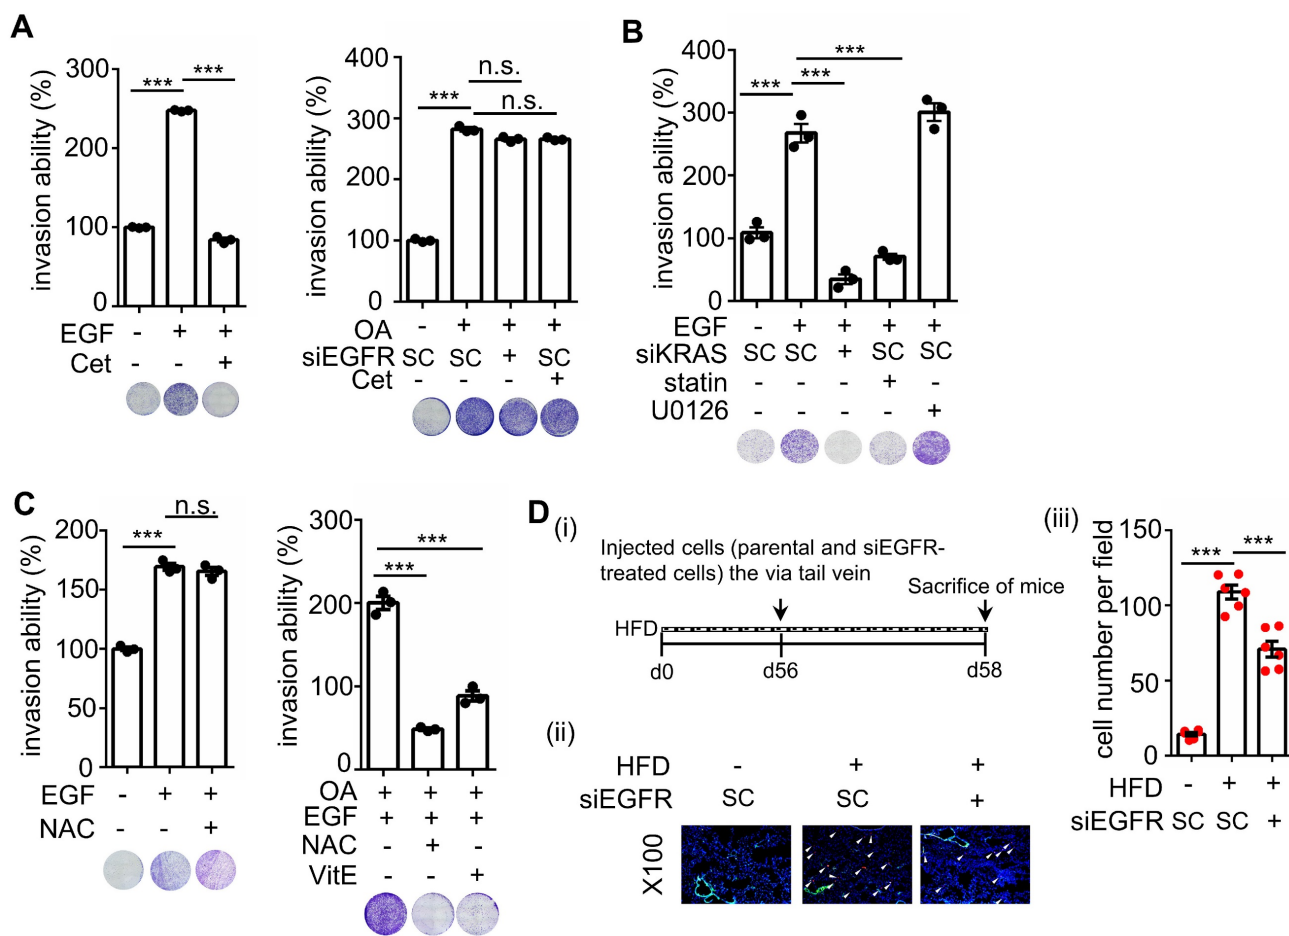 A
invasion ability (%)
300
200
100
0
*** ***
EGF - + +
Cet - - +
invasion ability (%)
400
300
200
100
0
n.s.
*** n.s.
OA - + + +
siEGFR SC SC + SC
Cet - - - +
B
invasion ability (%)
400
300
200
100
0
***
*** ***
EGF - + + + +
siKRAS SC SC + SC SC
statin - - - + -
U0126 - - - - +
C
invasion ability (%)
200
150
100
50
0
n.s.
***
EGF - + +
NAC - - +
invasion ability (%)
300
200
100
0
***
***
OA + + +
EGF + + +
NAC - + -
VitE - - +
D
(i)
Injected cells (parental and siEGFR-
treated cells) the via tail vein
Sacrifice of mice
HFD
d0 d56 d58
(ii)
HFD - + +
siEGFR SC SC +
X100
(iii)
cell number per field
150
100
50
0
*** ***
HFD - + +
siEGFR SC SC +